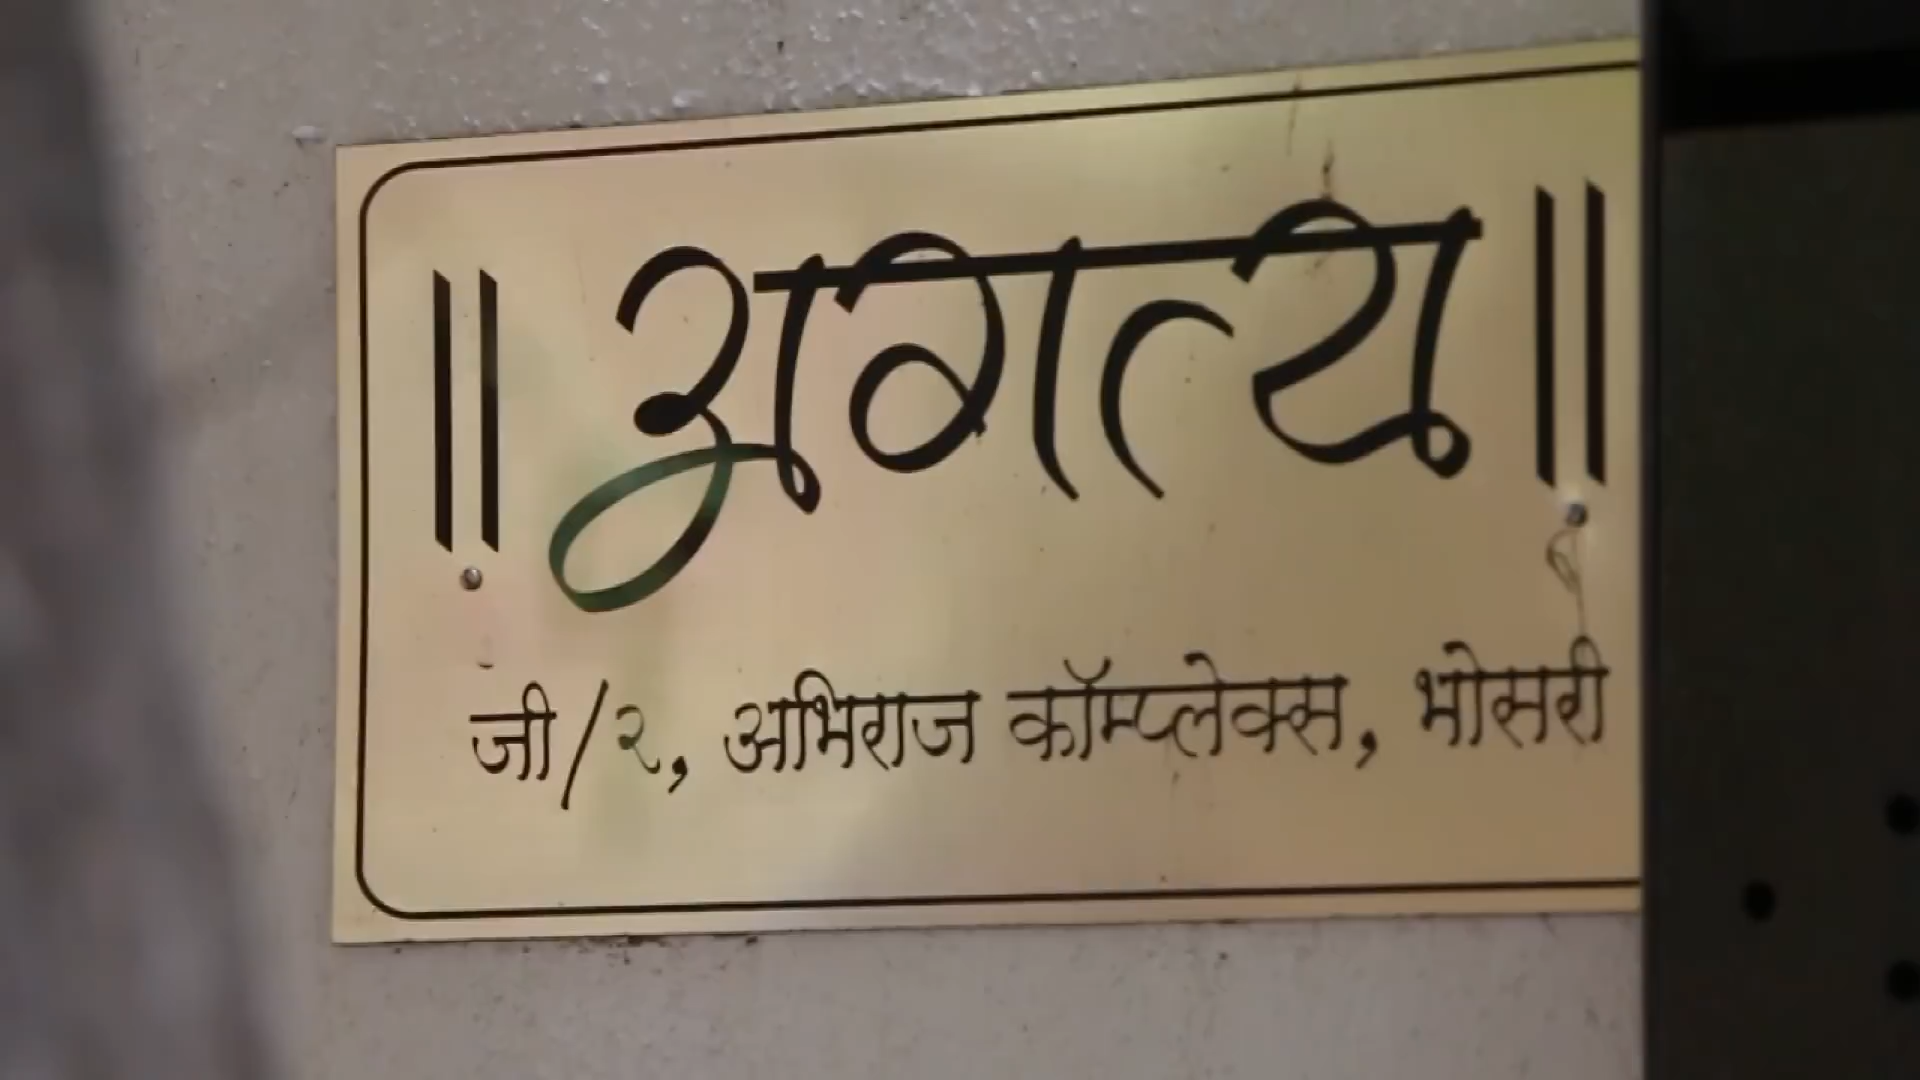 || अगत्य ||
जी/२, अभिराज कॉम्प्लेक्स, भोसरी